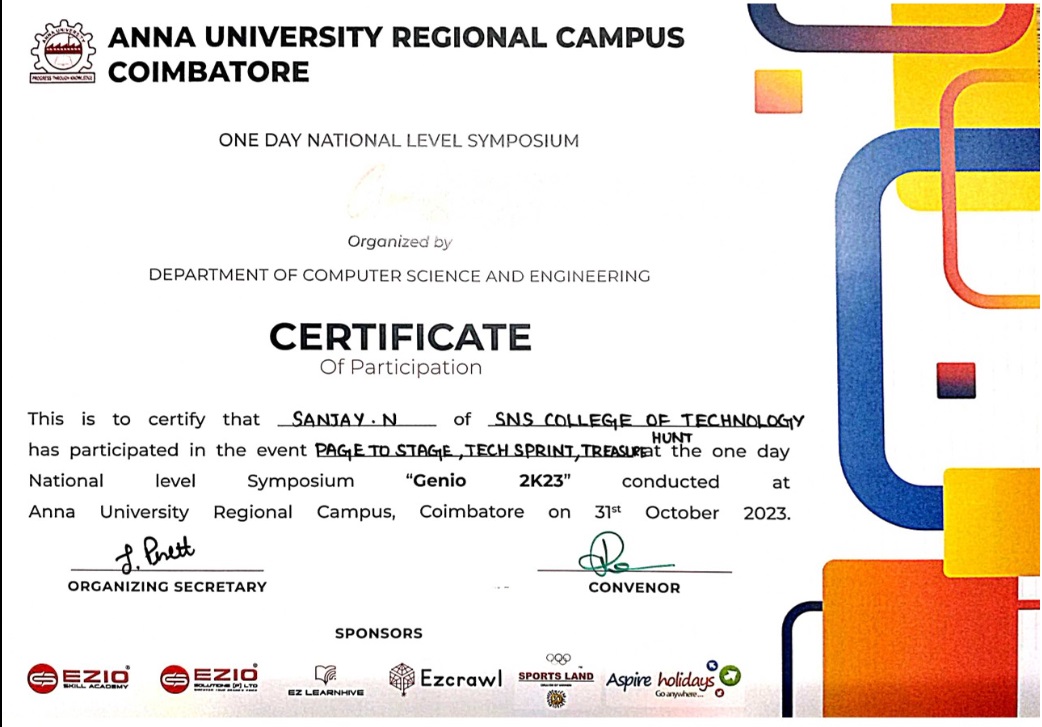 ANNA UNIVERSITY REGIONAL CAMPUS
COIMBATORE
PROGRESS THROUGH KNOWLEDGE
ONE DAY NATIONAL LEVEL SYMPOSIUM
Organized by
DEPARTMENT OF COMPUTER SCIENCE AND ENGINEERING
CERTIFICATE
Of Participation
This is to certify that SANJAY.N of SNS COLLEGE OF TECHNOLOGY
HUNT
has participated in the event PAGE TO STAGE, TECH SPRINT, TREASURE at the one day
National level Symposium "Genio 2K23" conducted at
Anna University Regional Campus, Coimbatore on 31st October 2023.
ORGANIZING SECRETARY
CONVENOR
SPONSORS
EZIO SKILL ACADEMY
EZIO SOLUTIONS (P) LTD
EZ LEARNHIVE
Ezcrawl
SPORTS LAND
Aspire holidays
Go anywhere...